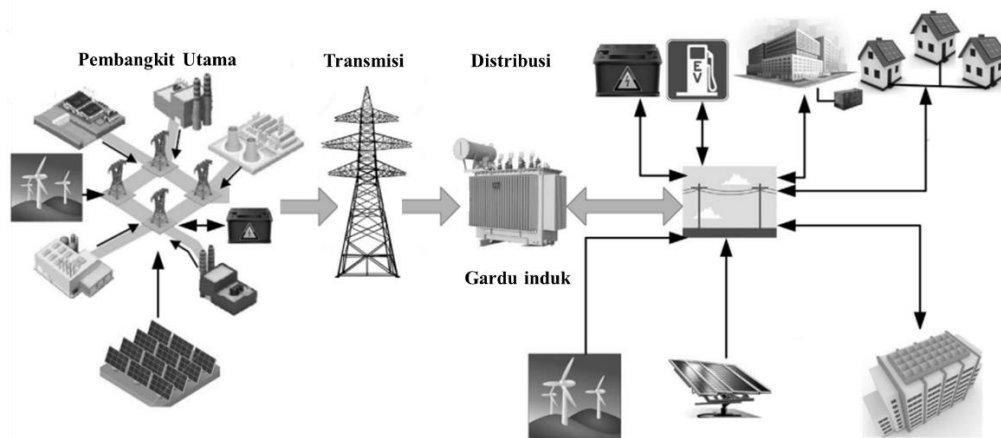 Pembangkit Utama
Transmisi
Distribusi
EV
Gardu induk